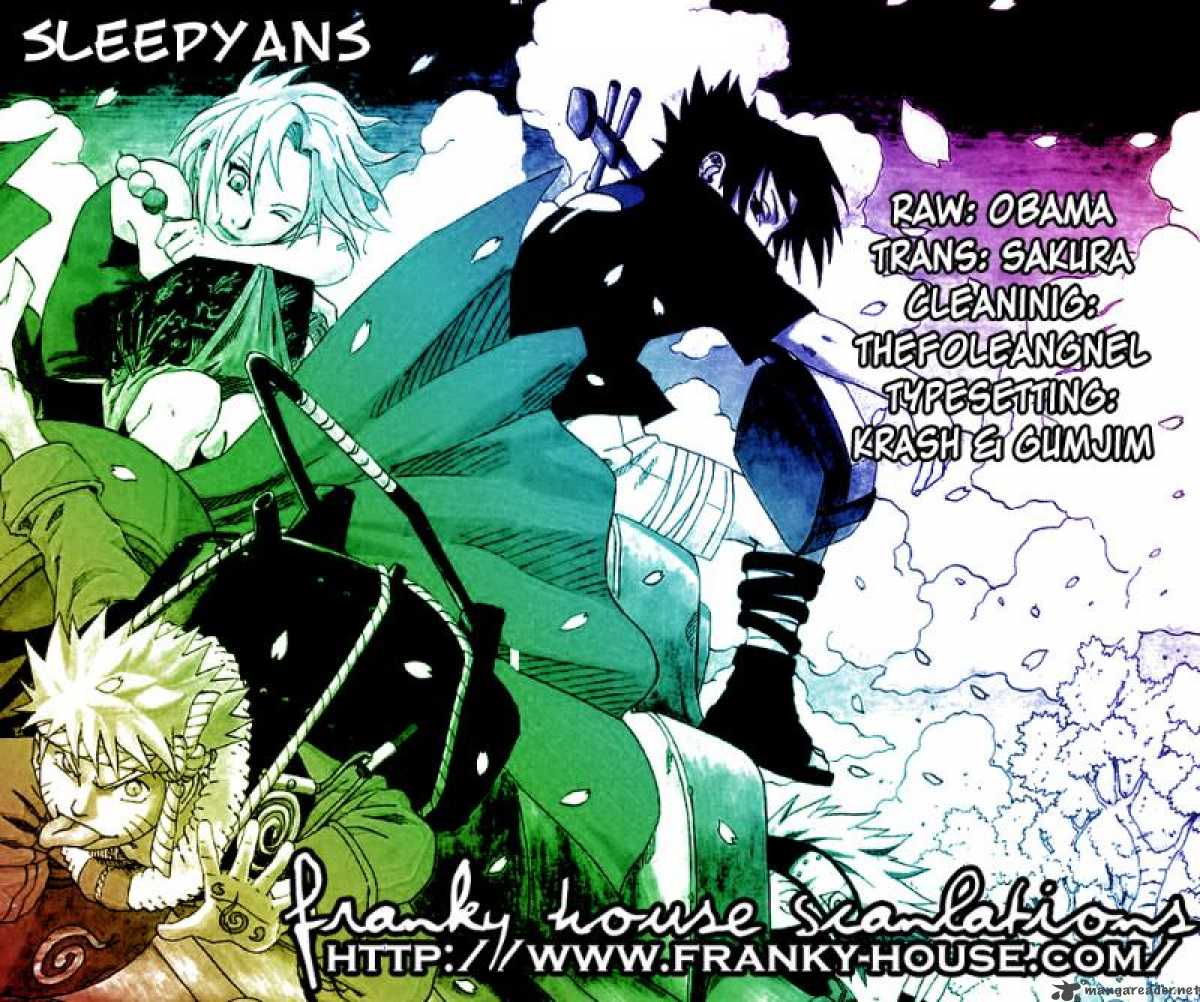 SLEEPYANS
RAW: OBAMA
TRANS: SAKURA
CLEANINIG:
THEFOLEANGNEL
TYPESETTING:
KRASH & GUMJIM
franky house scanlations
HTTP://WWW.FRANKY-HOUSE.COM/
mangareader.net